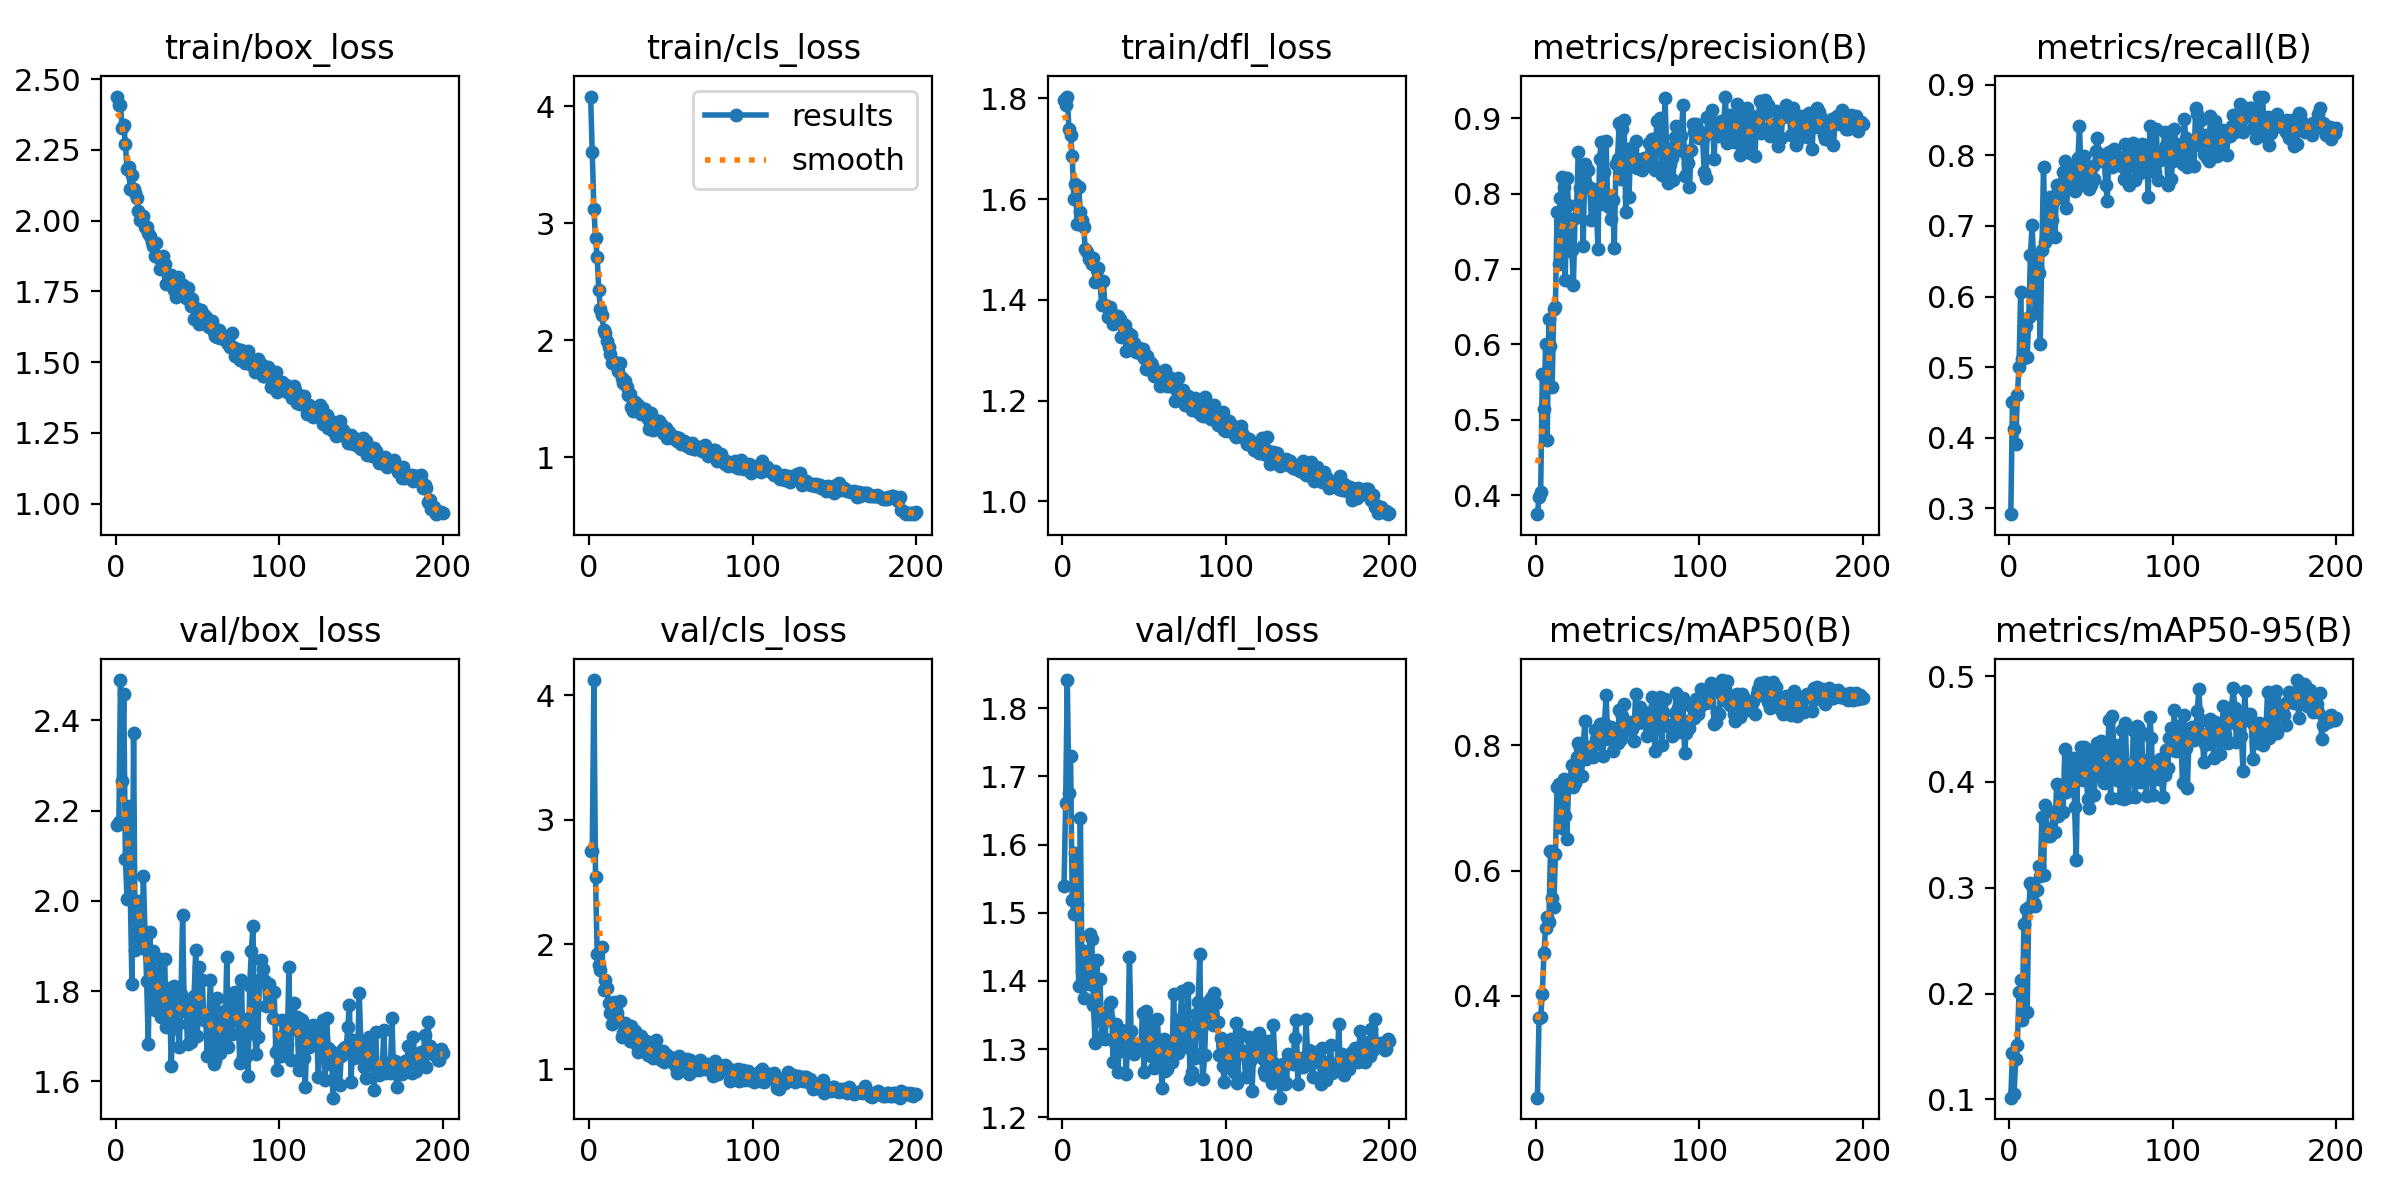 train/box_loss
2.50
2.25
2.00
1.75
1.50
1.25
1.00
0 100 200
train/cls_loss
results
smooth
4
3
2
1
0 100 200
train/dfl_loss
1.8
1.6
1.4
1.2
1.0
0 100 200
metrics/precision(B)
0.9
0.8
0.7
0.6
0.5
0.4
0 100 200
metrics/recall(B)
0.9
0.8
0.7
0.6
0.5
0.4
0.3
0 100 200
val/box_loss
2.4
2.2
2.0
1.8
1.6
0 100 200
val/cls_loss
4
3
2
1
0 100 200
val/dfl_loss
1.8
1.7
1.6
1.5
1.4
1.3
1.2
0 100 200
metrics/mAP50(B)
0.8
0.6
0.4
0 100 200
metrics/mAP50-95(B)
0.5
0.4
0.3
0.2
0.1
0 100 200